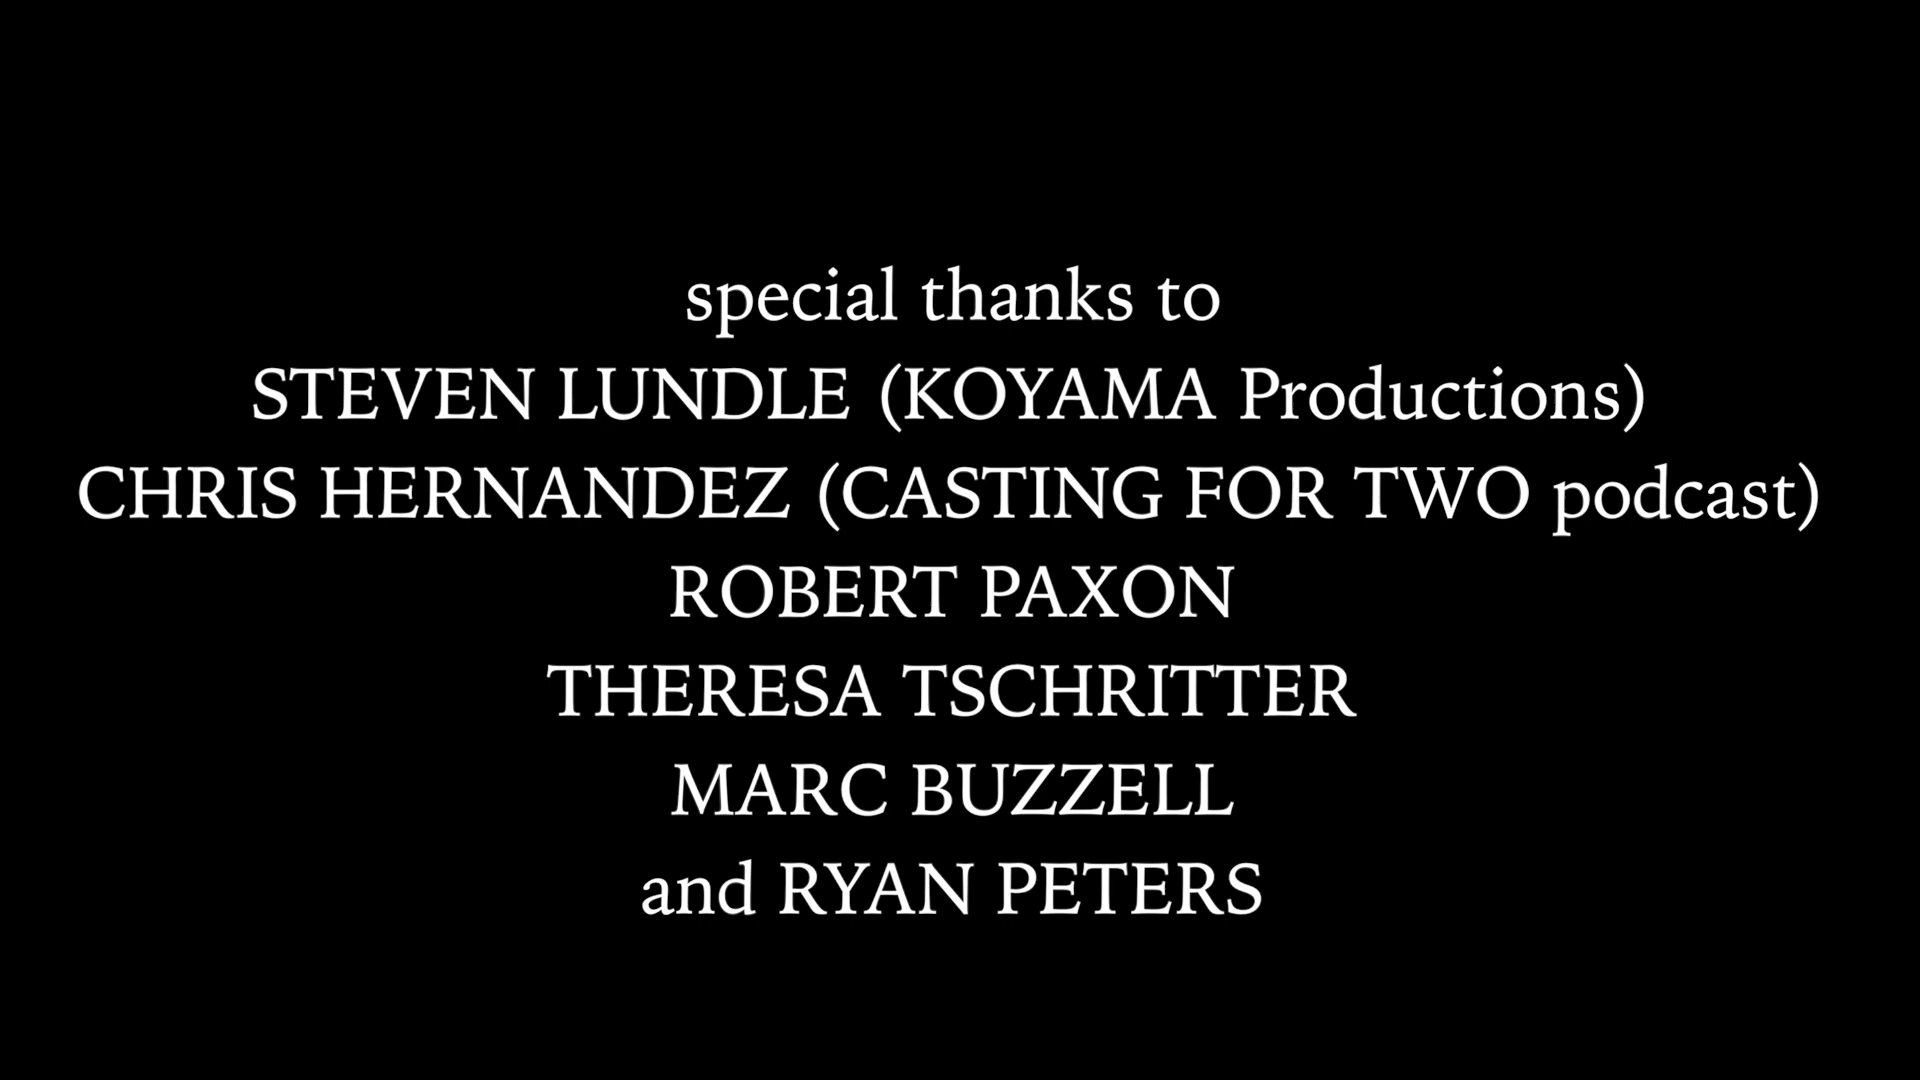 special thanks to
STEVEN LUNDLE (KOYAMA Productions)
CHRIS HERNANDEZ (CASTING FOR TWO podcast)
ROBERT PAXON
THERESA TSCHRITTER
MARC BUZZELL
and RYAN PETERS